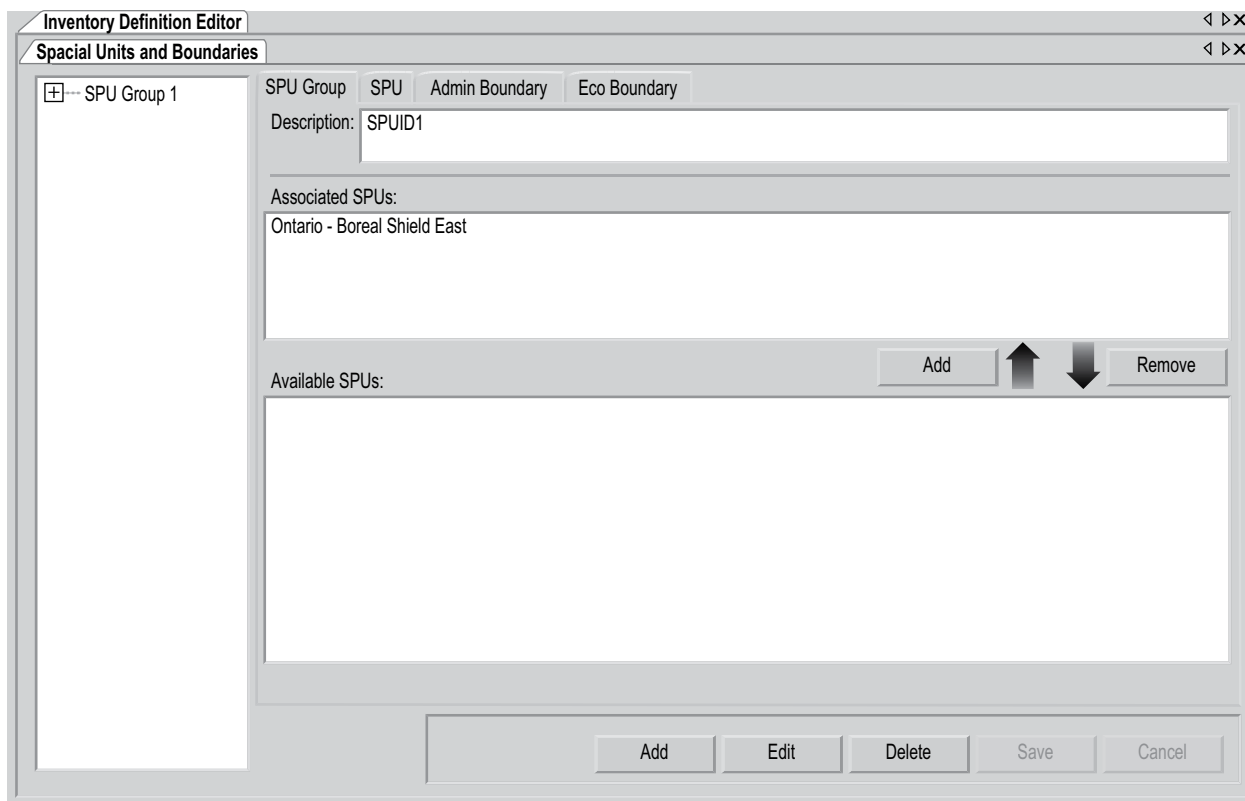 Inventory Definition Editor
Spacial Units and Boundaries
SPU Group 1
SPU Group SPU Admin Boundary Eco Boundary
Description: SPUID1
Associated SPUs:
Ontario - Boreal Shield East
Add Remove
Available SPUs:
Add Edit Delete Save Cancel